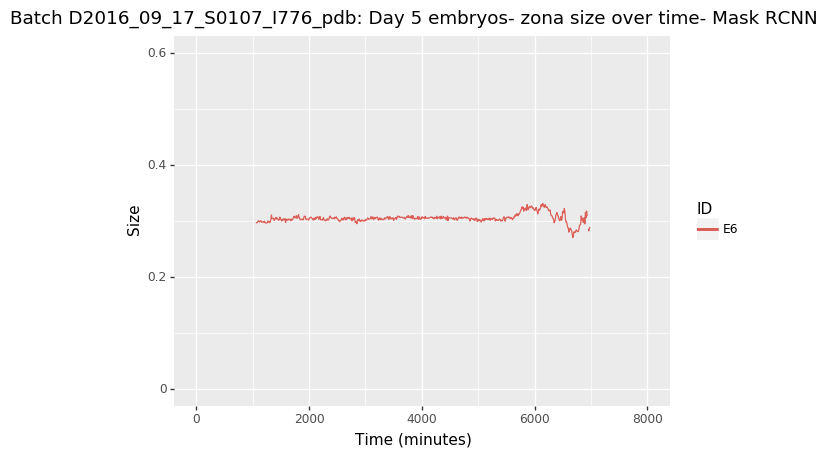 Batch D2016_09_17_S0107_I776_pdb: Day 5 embryos- zona size over time- Mask RCNN
0.6
0.4
0.2
0
Size
0 2000 4000 6000 8000
Time (minutes)
ID
E6